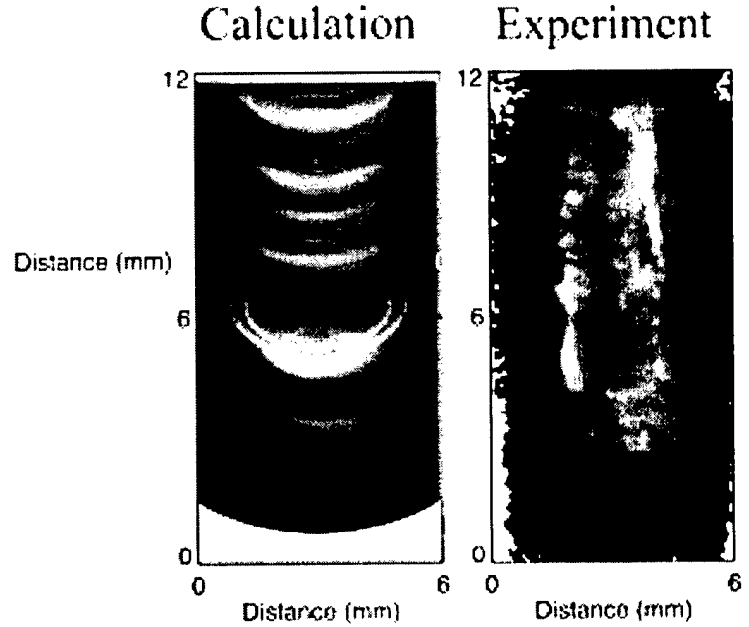 Calculation Experiment
12 12
Distance (mm)
6 6
0 0
0 6 0 6
Distance (mm) Distance (mm)